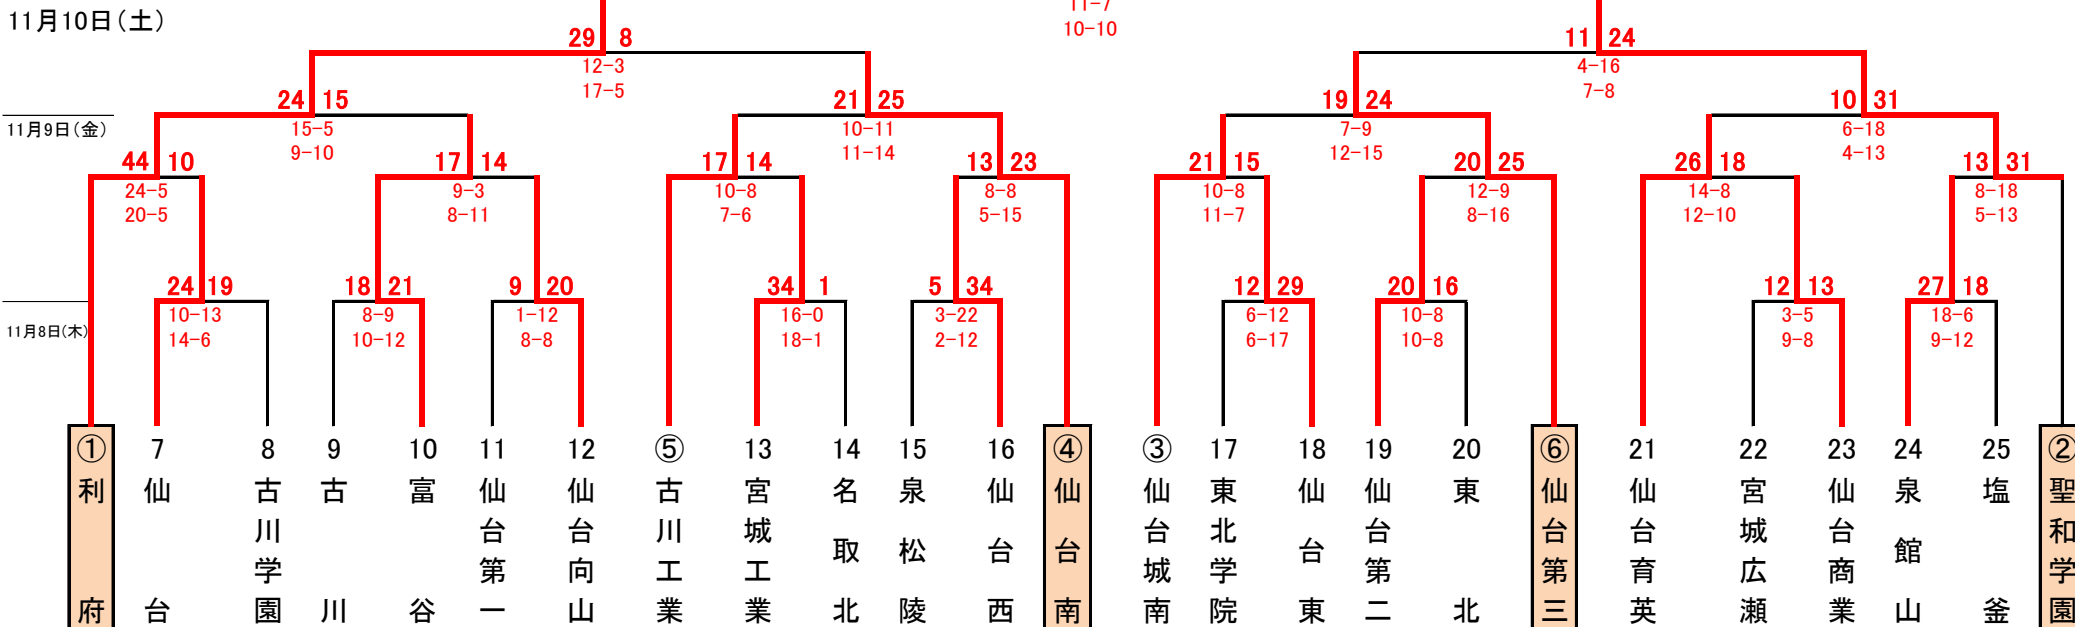 11-7
11月10日(土)
10-10
29 8
11 24
12-3
4-16
17-5
7-8
24 15
21 25
19 24
10 31
11月9日(金)
15-5
10-11
7-9
6-18
9-10
11-14
12-15
4-13
44 10
17 14
17 14
13 23
21 15
20 25
26 18
13 31
24-5
9-3
10-8
8-8
10-8
12-9
14-8
8-18
20-5
8-11
7-6
5-15
11-7
8-16
12-10
5-13
24 19
18 21
9 20
34 1
5 34
12 29
20 16
12 13
27 18
11月8日(木)
10-13
8-9
1-12
16-0
3-22
6-12
10-8
3-5
18-6
14-6
10-12
8-8
18-1
2-12
6-17
10-8
9-8
9-12
① 利府
7 仙台
8 古川学園
9 古川
10 富谷
11 仙台第一
12 仙台向山
⑤ 古川工業
13 宮城工業
14 名取北
15 泉松陵
16 仙台西
④ 仙台南
③ 仙台城南
17 東北学院
18 仙台東
19 仙台第二
20 東北
⑥ 仙台第三
21 仙台育英
22 宮城広瀬
23 仙台商業
24 泉館山
25 塩釜
② 聖和学園